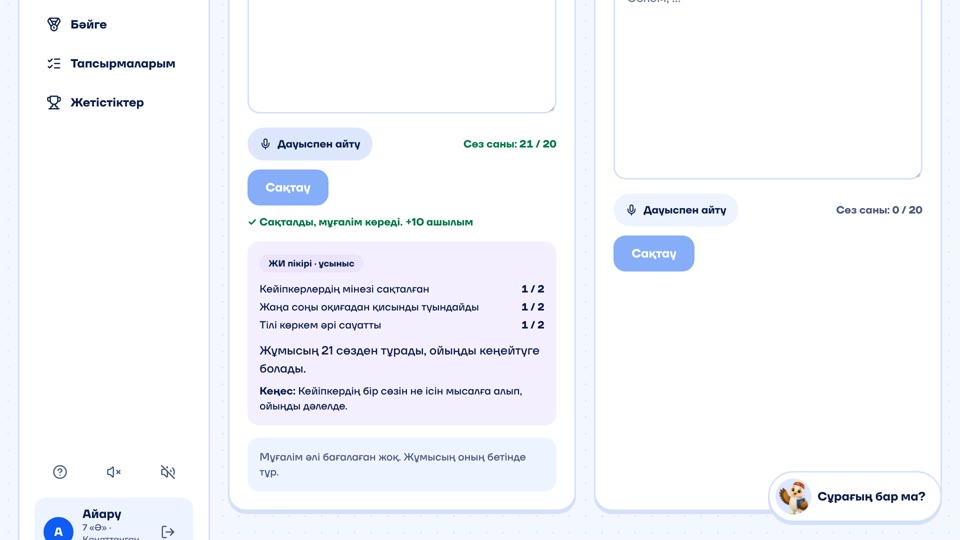 Бәйге
Тапсырмаларым
Жетістіктер
Дауыспен айту
Сөз саны: 21 / 20
Сақтау
✓ Сақталды, мұғалім көреді. +10 ашылым
ЖИ пікірі · ұсыныс
Кейіпкерлердің мінезі сақталған 1 / 2
Жаңа соңы оқиғадан қисынды туындайды 1 / 2
Тілі көркем әрі сауатты 1 / 2
Жұмысың 21 сөзден тұрады, ойыңды кеңейтуге
болады.
Кеңес: Кейіпкердің бір сөзін не ісін мысалға алып,
ойыңды дәлелде.
Мұғалім әлі бағалаған жоқ. Жұмысың оның бетінде
тұр.
Дауыспен айту
Сөз саны: 0 / 20
Сақтау
Сұрағың бар ма?
А
Айару
7 «Ә» ·